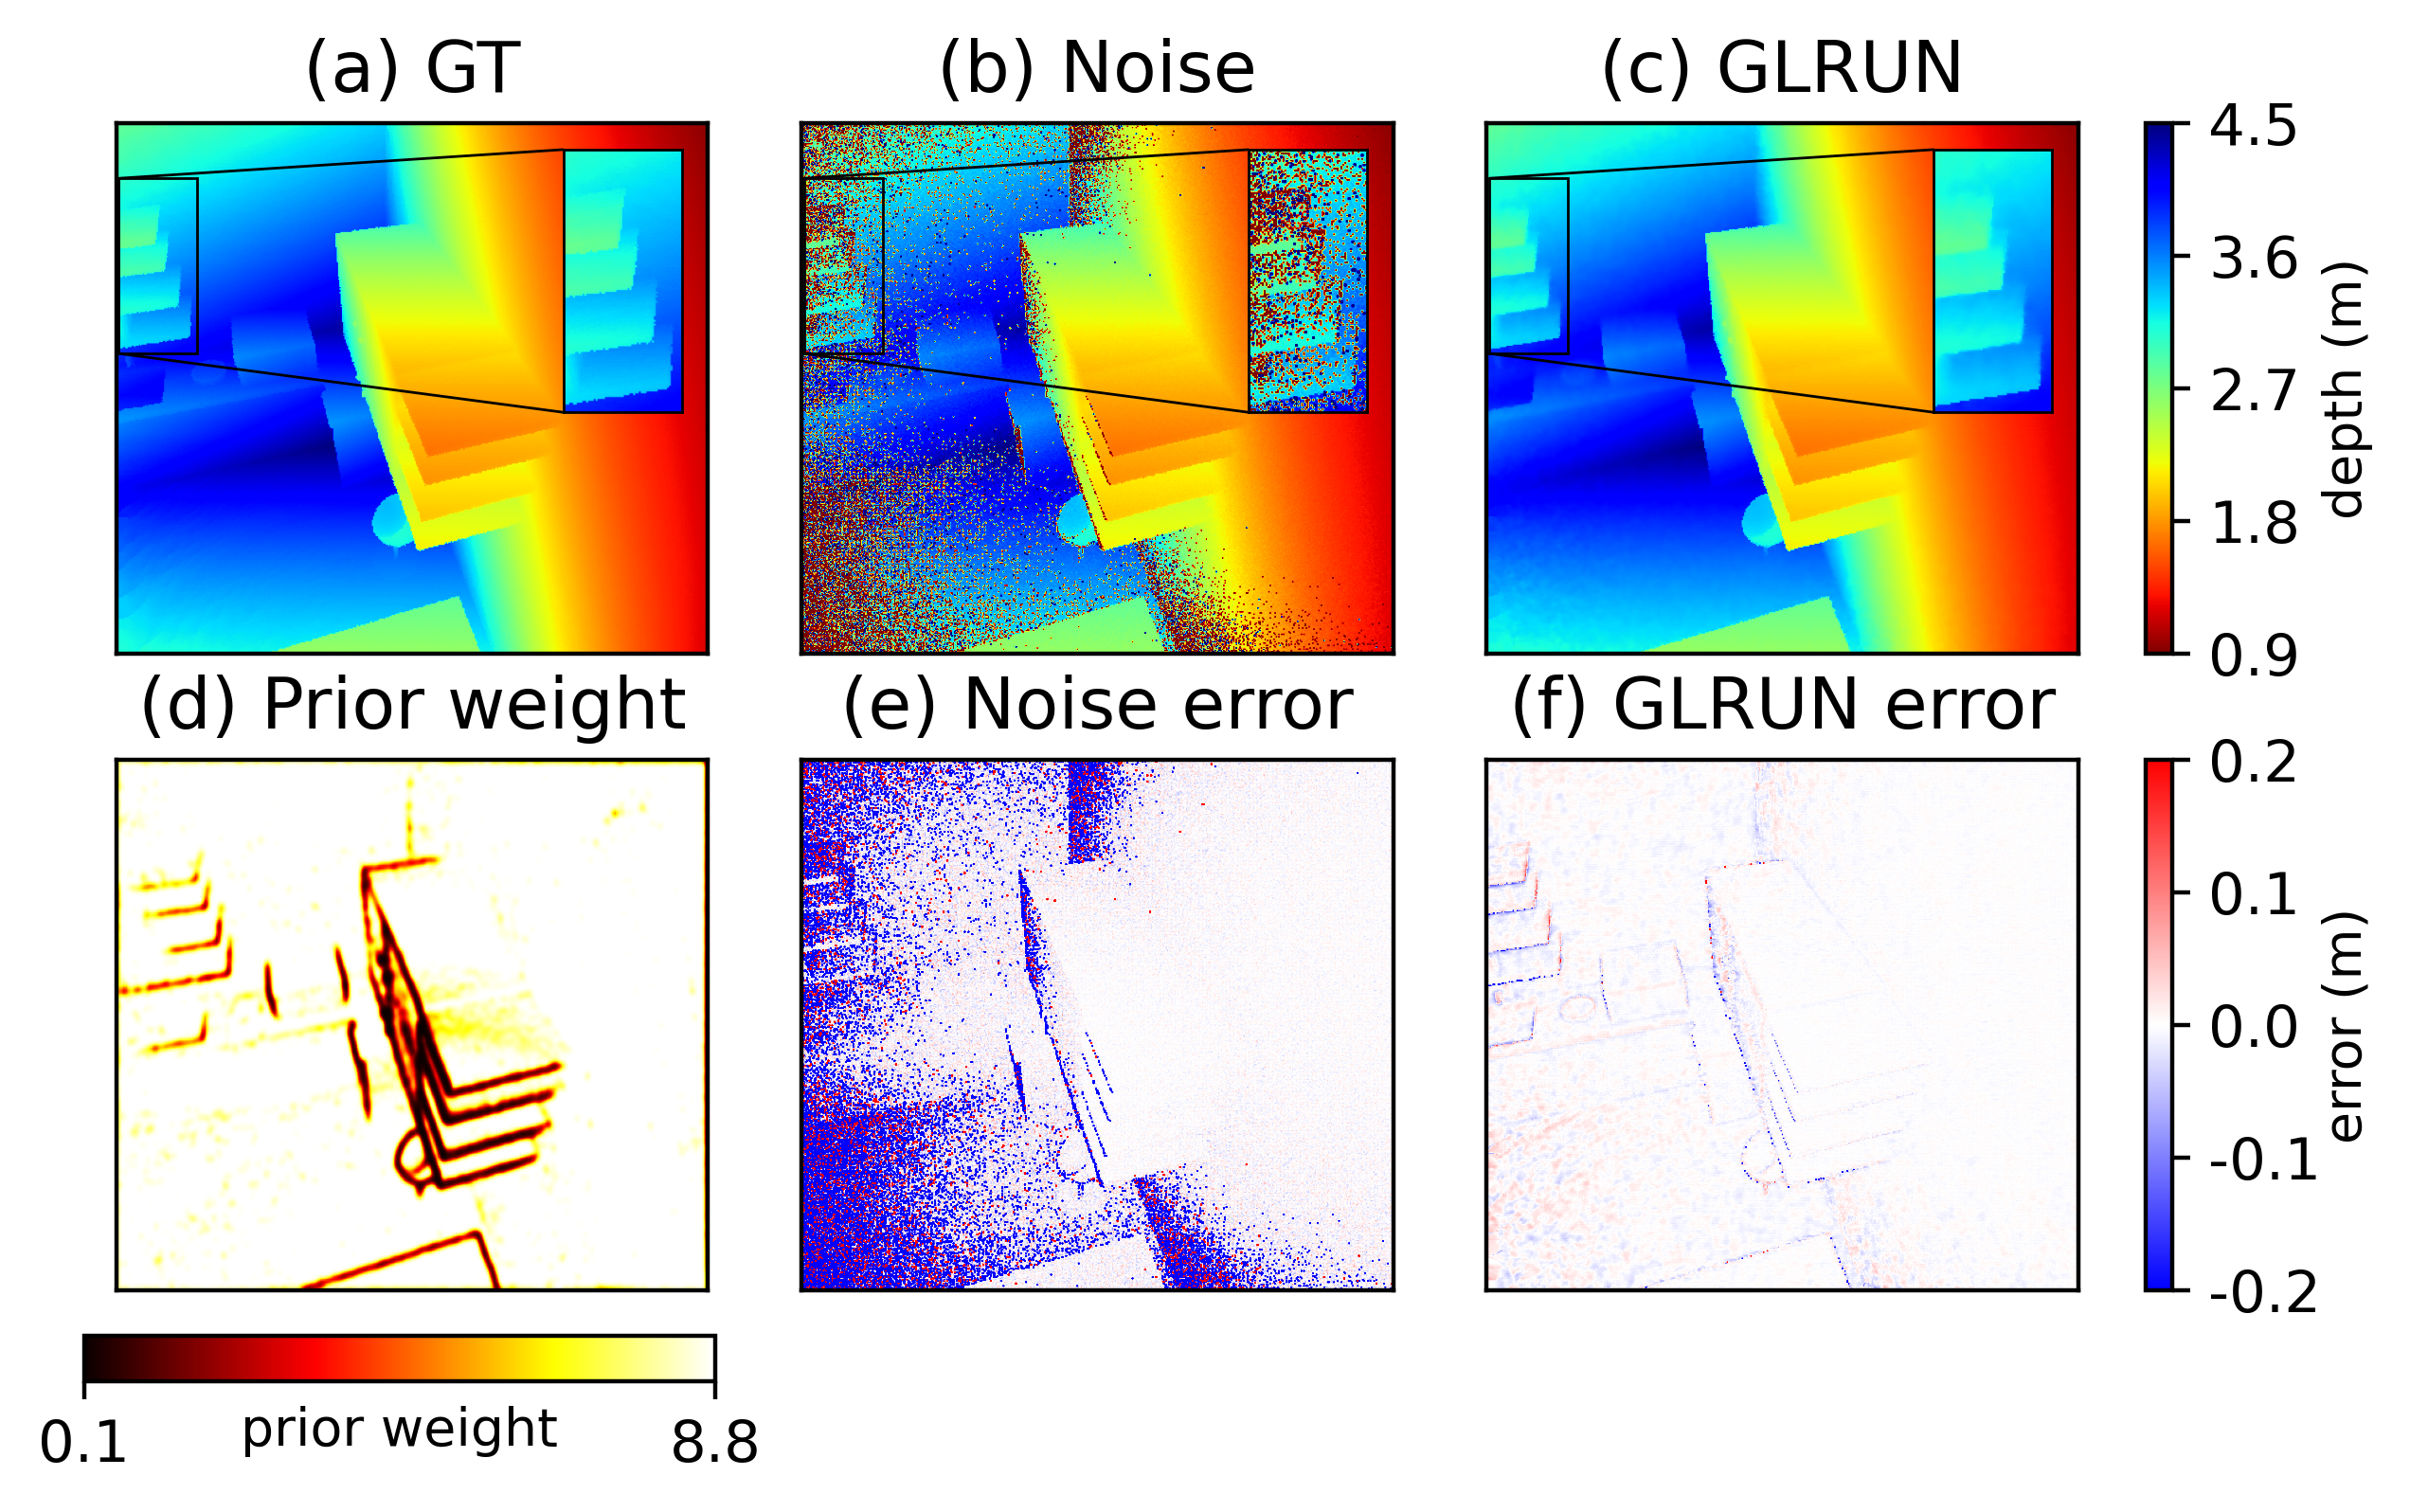 (a) GT
(b) Noise
(c) GLRUN
4.5
3.6
2.7
1.8
0.9
depth (m)
(d) Prior weight
(e) Noise error
(f) GLRUN error
0.2
0.1
0.0
-0.1
-0.2
error (m)
0.1
prior weight
8.8